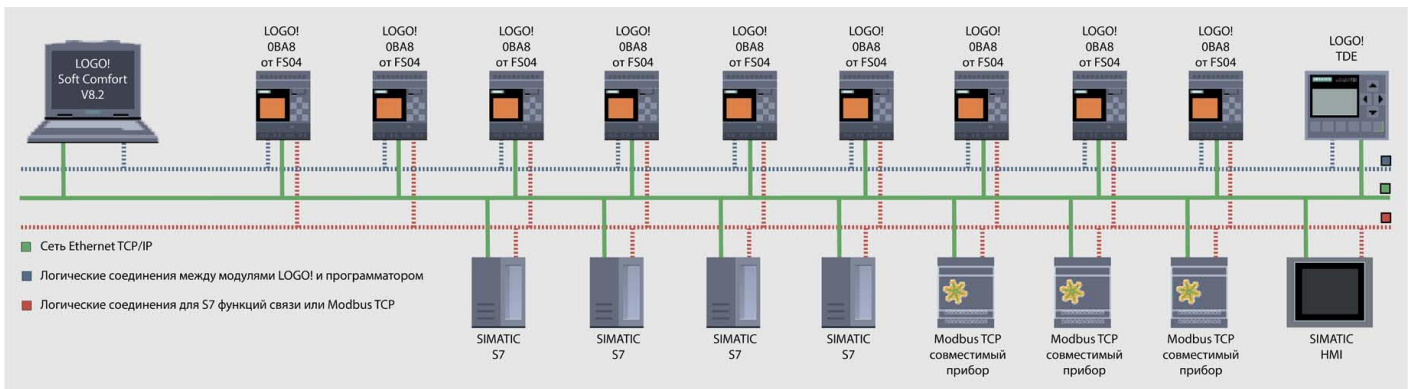 LOGO!
Soft Comfort
V8.2
LOGO!
0BA8
от FS04
LOGO!
0BA8
от FS04
LOGO!
0BA8
от FS04
LOGO!
0BA8
от FS04
LOGO!
0BA8
от FS04
LOGO!
0BA8
от FS04
LOGO!
0BA8
от FS04
LOGO!
0BA8
от FS04
LOGO!
0BA8
от FS04
LOGO!
TDE
Сеть Ethernet TCP/IP
Логические соединения между модулями LOGO! и программатором
Логические соединения для S7 функций связи или Modbus TCP
SIMATIC
S7
SIMATIC
S7
SIMATIC
S7
SIMATIC
S7
Modbus TCP
совместимый
прибор
Modbus TCP
совместимый
прибор
Modbus TCP
совместимый
прибор
SIMATIC
HMI